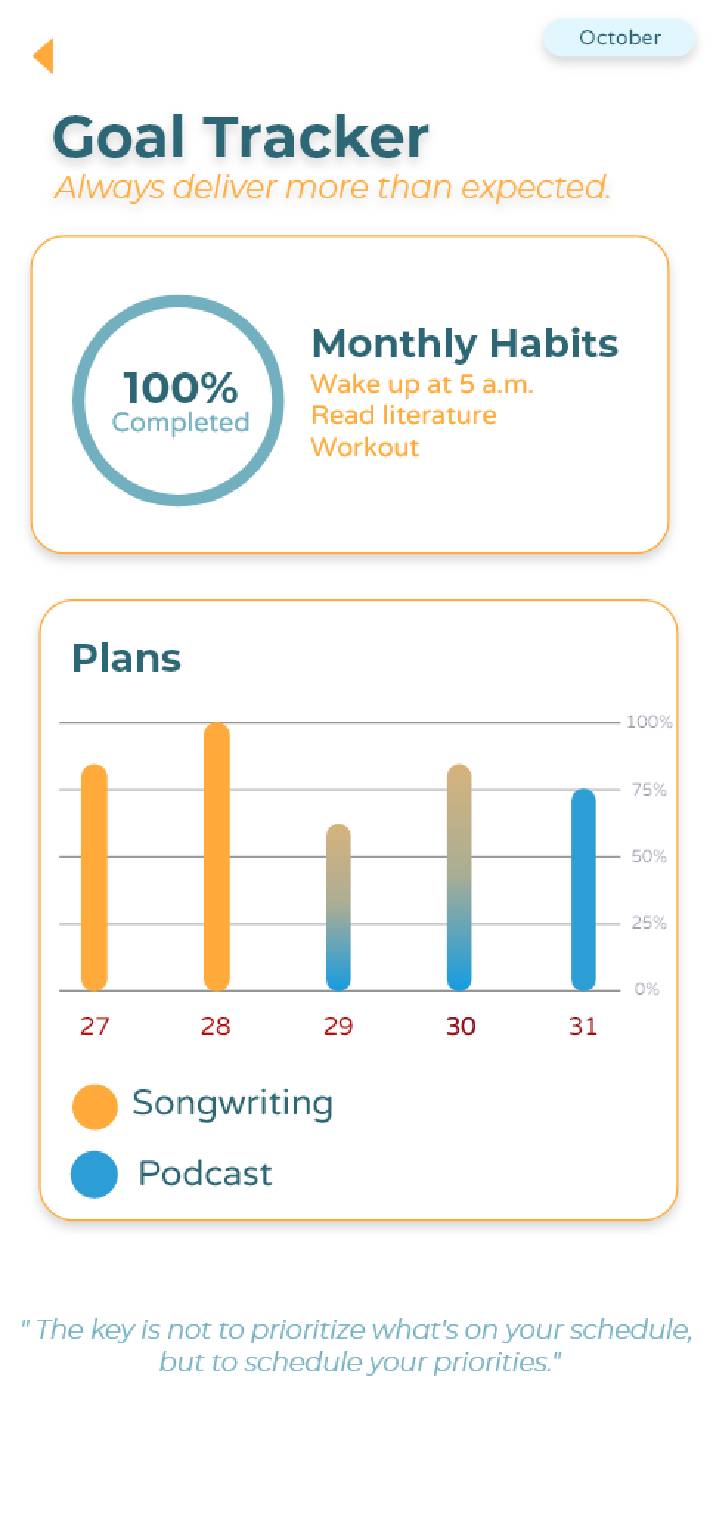 October
Goal Tracker
Always deliver more than expected.
100%
Completed
Monthly Habits
Wake up at 5 a.m.
Read literature
Workout
Plans
100%
75%
50%
25%
0%
27 28 29 30 31
Songwriting
Podcast
" The key is not to prioritize what's on your schedule,
but to schedule your priorities."